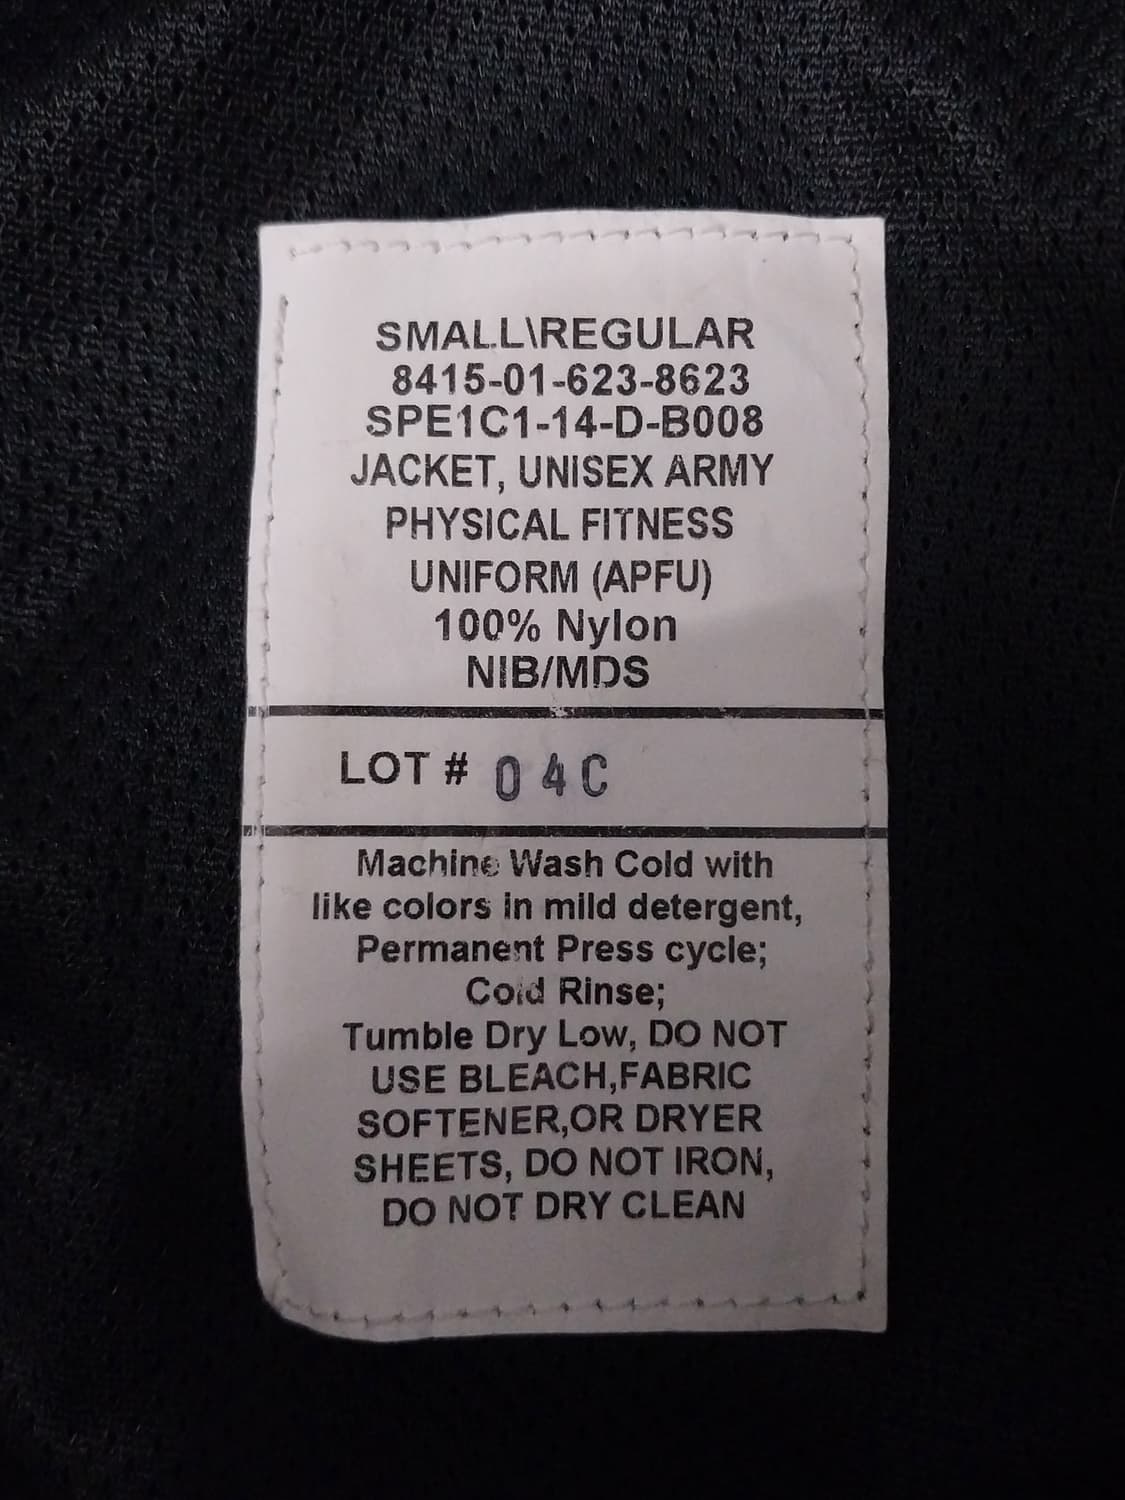 SMALL\REGULAR
8415-01-623-8623
SPE1C1-14-D-B008
JACKET, UNISEX ARMY
PHYSICAL FITNESS
UNIFORM (APFU)
100% Nylon
NIB/MDS
LOT # 04C
Machine Wash Cold with
like colors in mild detergent,
Permanent Press cycle;
Cold Rinse;
Tumble Dry Low, DO NOT
USE BLEACH,FABRIC
SOFTENER,OR DRYER
SHEETS, DO NOT IRON,
DO NOT DRY CLEAN